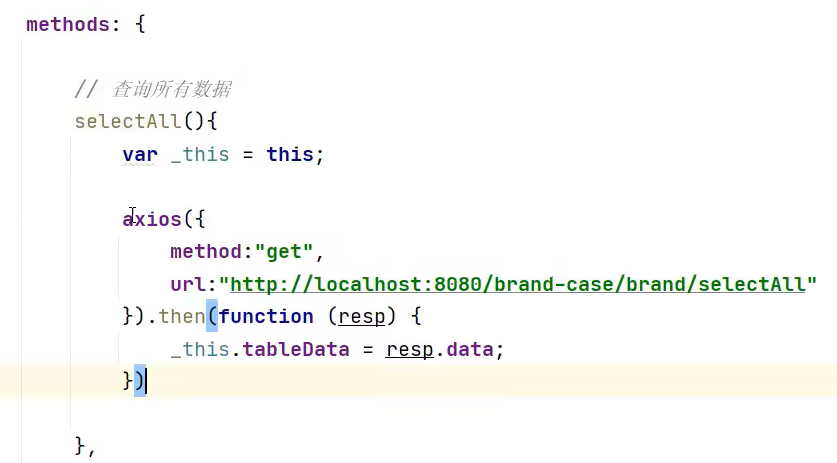 methods: {
// 查询所有数据
selectAll(){
var _this = this;
axios({
method:"get",
url:"http://localhost:8080/brand-case/brand/selectAll"
}).then(function (resp) {
_this.tableData = resp.data;
})
},